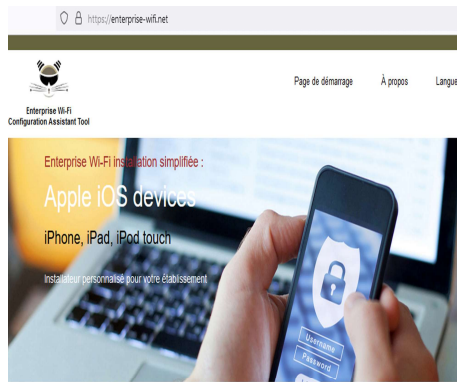 https://enterprise-wifi.net
Page de démarrage À propos Langue
Enterprise Wi-Fi
Configuration Assistant Tool
Enterprise Wi-Fi installation simplifiée :
Apple iOS devices
iPhone, iPad, iPod touch
Installateur personnalisé pour votre établissement
Username
Password